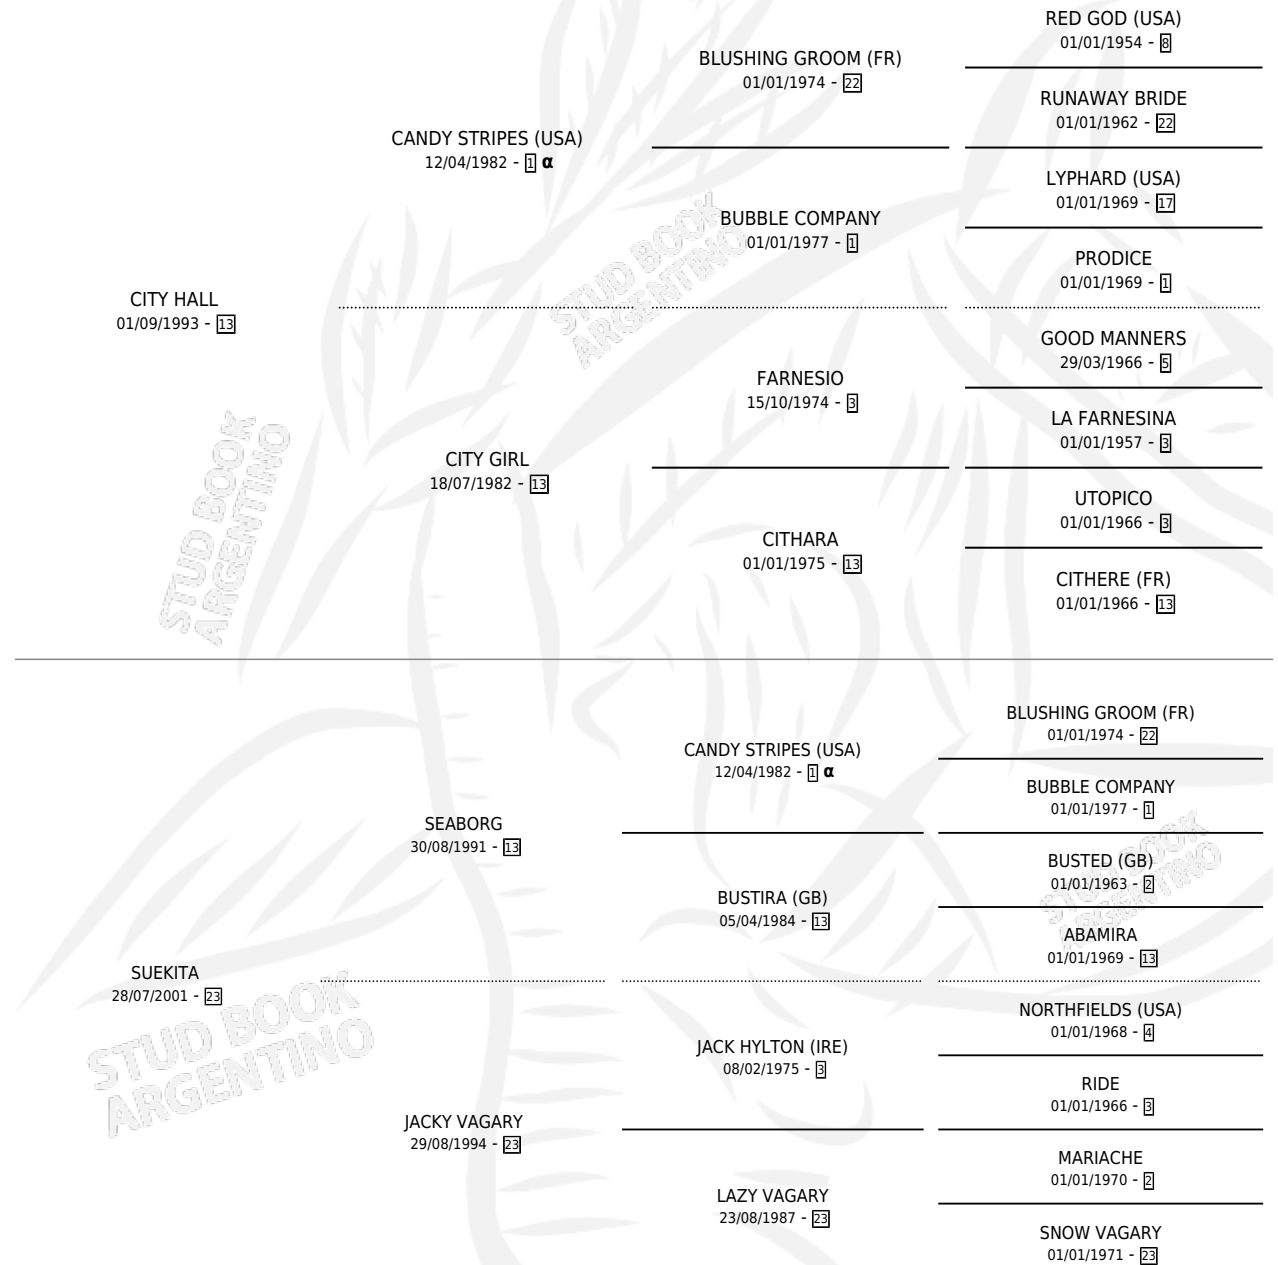 RED GOD (USA)
01/01/1954 - 8
BLUSHING GROOM (FR)
01/01/1974 - 22
RUNAWAY BRIDE
01/01/1962 - 22
CANDY STRIPES (USA)
12/04/1982 - 1 α
LYPHARD (USA)
01/01/1969 - 17
BUBBLE COMPANY
01/01/1977 - 1
PRODICE
01/01/1969 - 1
CITY HALL
01/09/1993 - 13
GOOD MANNERS
29/03/1966 - 5
FARNESIO
15/10/1974 - 3
LA FARNESINA
01/01/1957 - 3
CITY GIRL
18/07/1982 - 13
UTOPICO
01/01/1966 - 3
CITHARA
01/01/1975 - 13
CITHERE (FR)
01/01/1966 - 13
STUD BOOK
ARGENTINO
STUD BOOK
ARGENTINO
BLUSHING GROOM (FR)
01/01/1974 - 22
CANDY STRIPES (USA)
12/04/1982 - 1 α
BUBBLE COMPANY
01/01/1977 - 1
SEABORG
30/08/1991 - 13
BUSTED (GB)
01/01/1963 - 2
BUSTIRA (GB)
05/04/1984 - 13
ABAMIRA
01/01/1969 - 13
SUEKITA
28/07/2001 - 23
NORTHFIELDS (USA)
01/01/1968 - 4
JACK HYLTON (IRE)
08/02/1975 - 3
RIDE
01/01/1966 - 3
JACKY VAGARY
29/08/1994 - 23
MARIACHE
01/01/1970 - 2
LAZY VAGARY
23/08/1987 - 23
SNOW VAGARY
01/01/1971 - 23
STUD BOOK
ARGENTINO
STUD BOOK
ARGENTINO